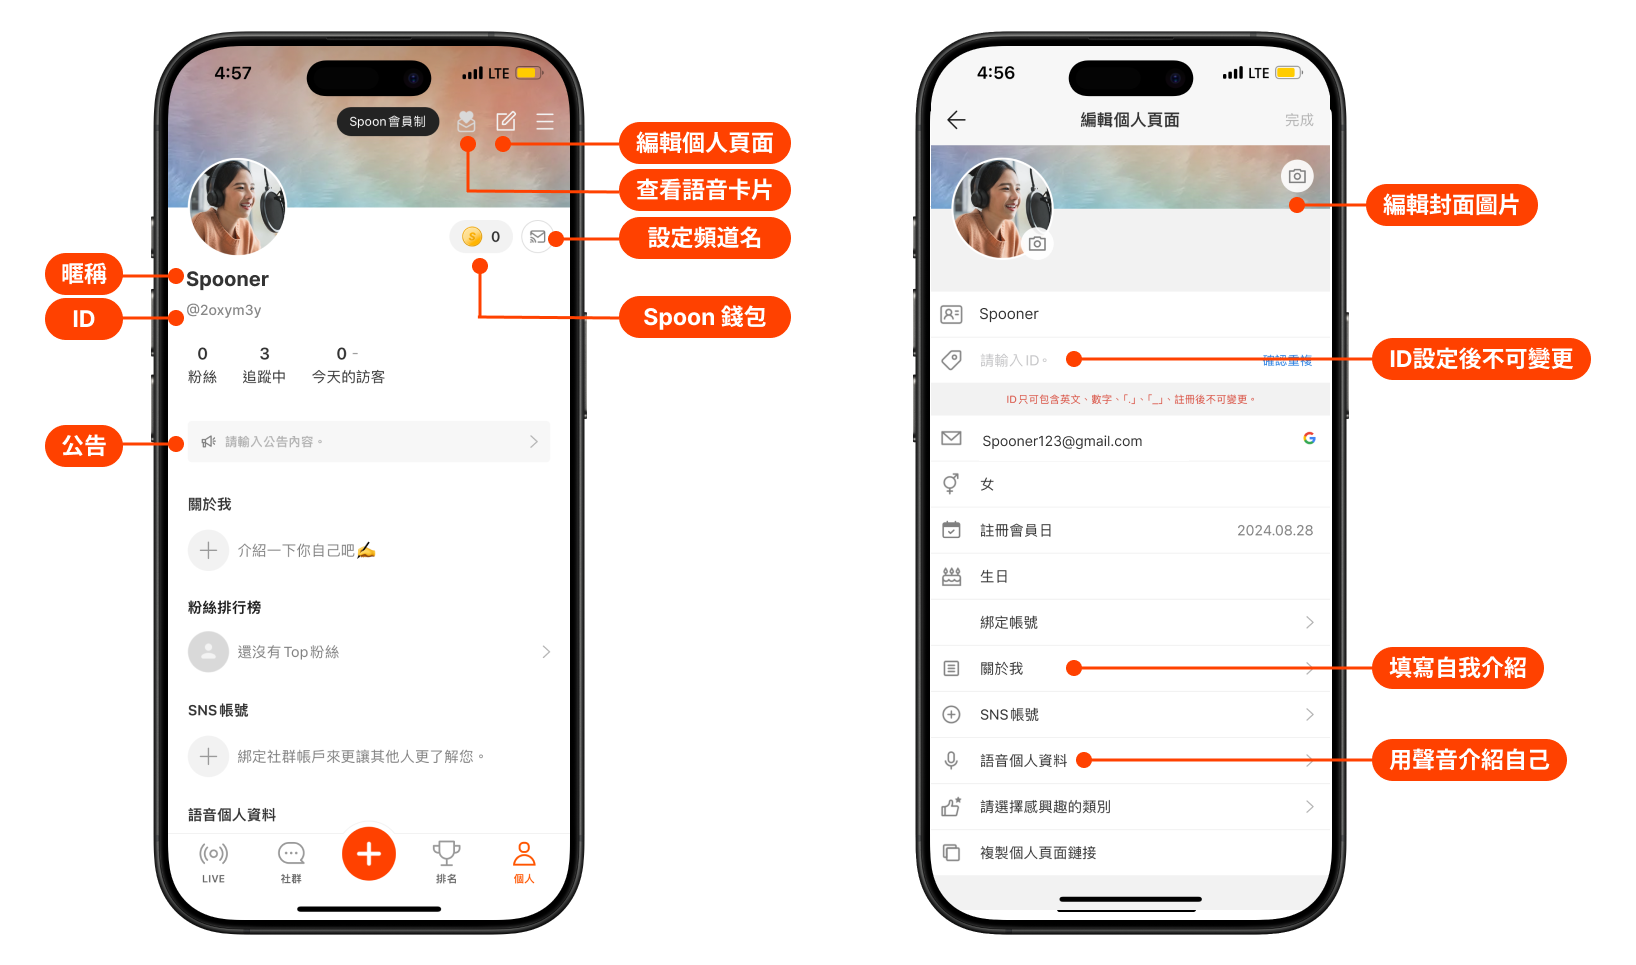 4:57
LTE
Spoon會員制
編輯個人頁面
查看語音卡片
0
設定頻道名
暱稱
Spooner
ID
@2oxym3y
Spoon 錢包
0
3
0 -
粉絲
追蹤中
今天的訪客
公告
請輸入公告內容。
關於我
介紹一下你自己吧✍️
粉絲排行榜
還沒有Top粉絲
SNS帳號
綁定社群帳戶來更讓其他人更了解您。
語音個人資料
LIVE
社群
排名
個人
4:56
LTE
編輯個人頁面
完成
編輯封面圖片
Spooner
請輸入ID。
確認重複
ID設定後不可變更
ID只可包含英文、數字、「.」、「_」、註冊後不可變更。
Spooner123@gmail.com
女
註冊會員日
2024.08.28
生日
綁定帳號
關於我
填寫自我介紹
SNS帳號
語音個人資料
用聲音介紹自己
請選擇感興趣的類別
複製個人頁面鏈接